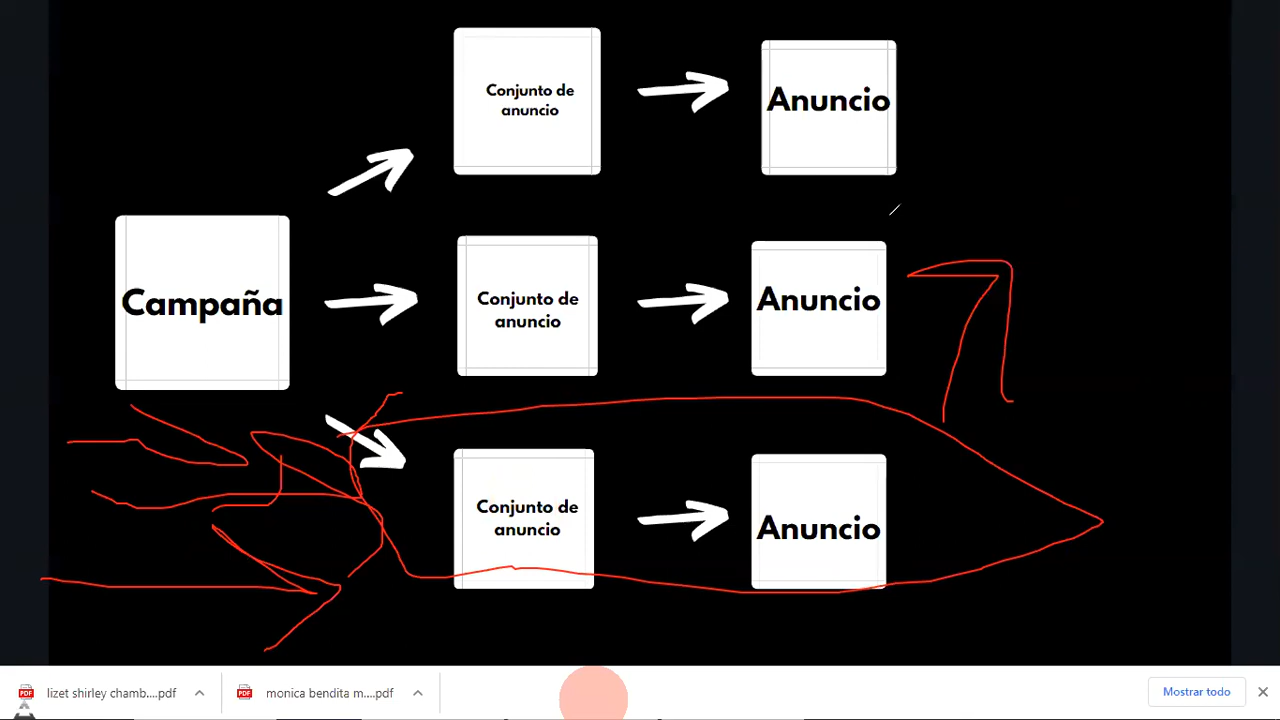 Conjunto de
anuncio
Anuncio
Campaña
Conjunto de
anuncio
Anuncio
Conjunto de
anuncio
Anuncio
lizet shirley chamb....pdf
monica bendita m....pdf
Mostrar todo